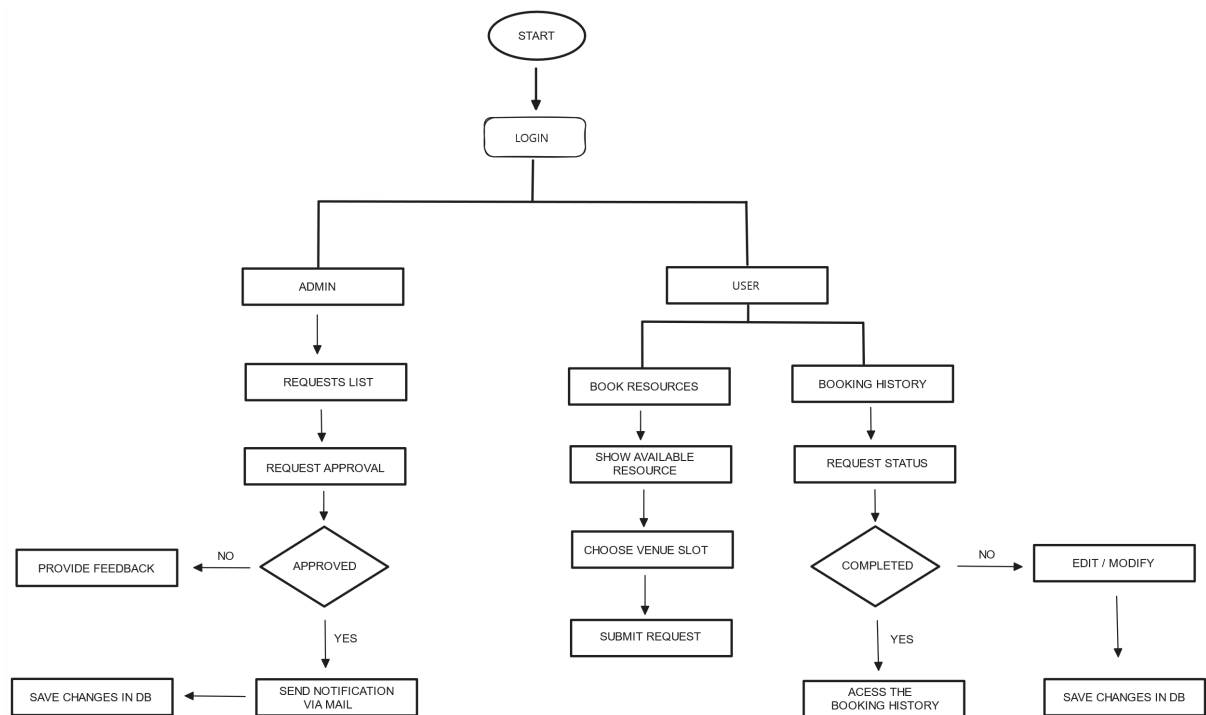 START
LOGIN
ADMIN
USER
REQUESTS LIST
BOOK RESOURCES
BOOKING HISTORY
REQUEST APPROVAL
SHOW AVAILABLE
RESOURCE
REQUEST STATUS
PROVIDE FEEDBACK
NO
APPROVED
CHOOSE VENUE SLOT
COMPLETED
NO
EDIT / MODIFY
YES
SUBMIT REQUEST
YES
SAVE CHANGES IN DB
SEND NOTIFICATION
VIA MAIL
ACESS THE
BOOKING HISTORY
SAVE CHANGES IN DB